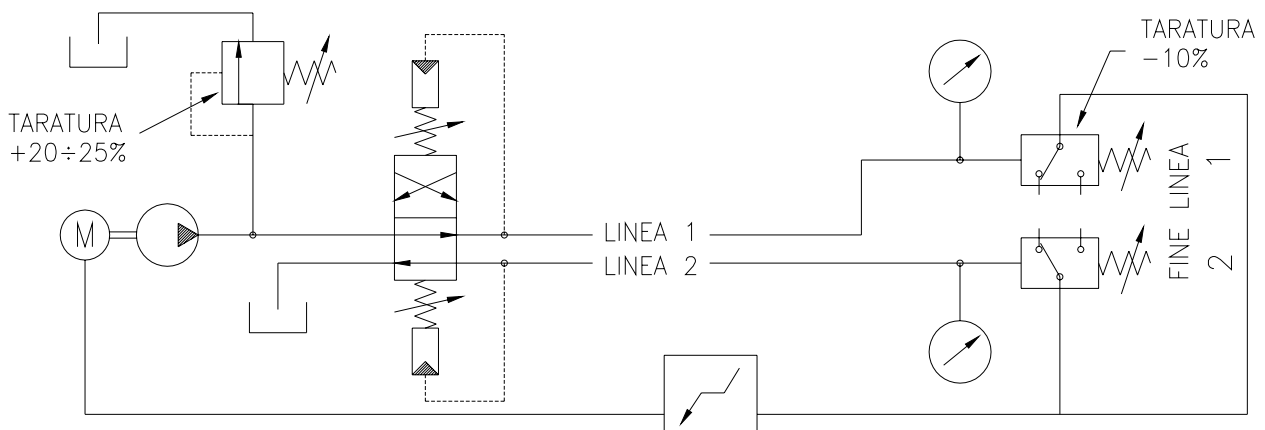 TARATURA
-10%
TARATURA
+20÷25%
M
LINEA 1
LINEA 2
FINE LINEA
1
2